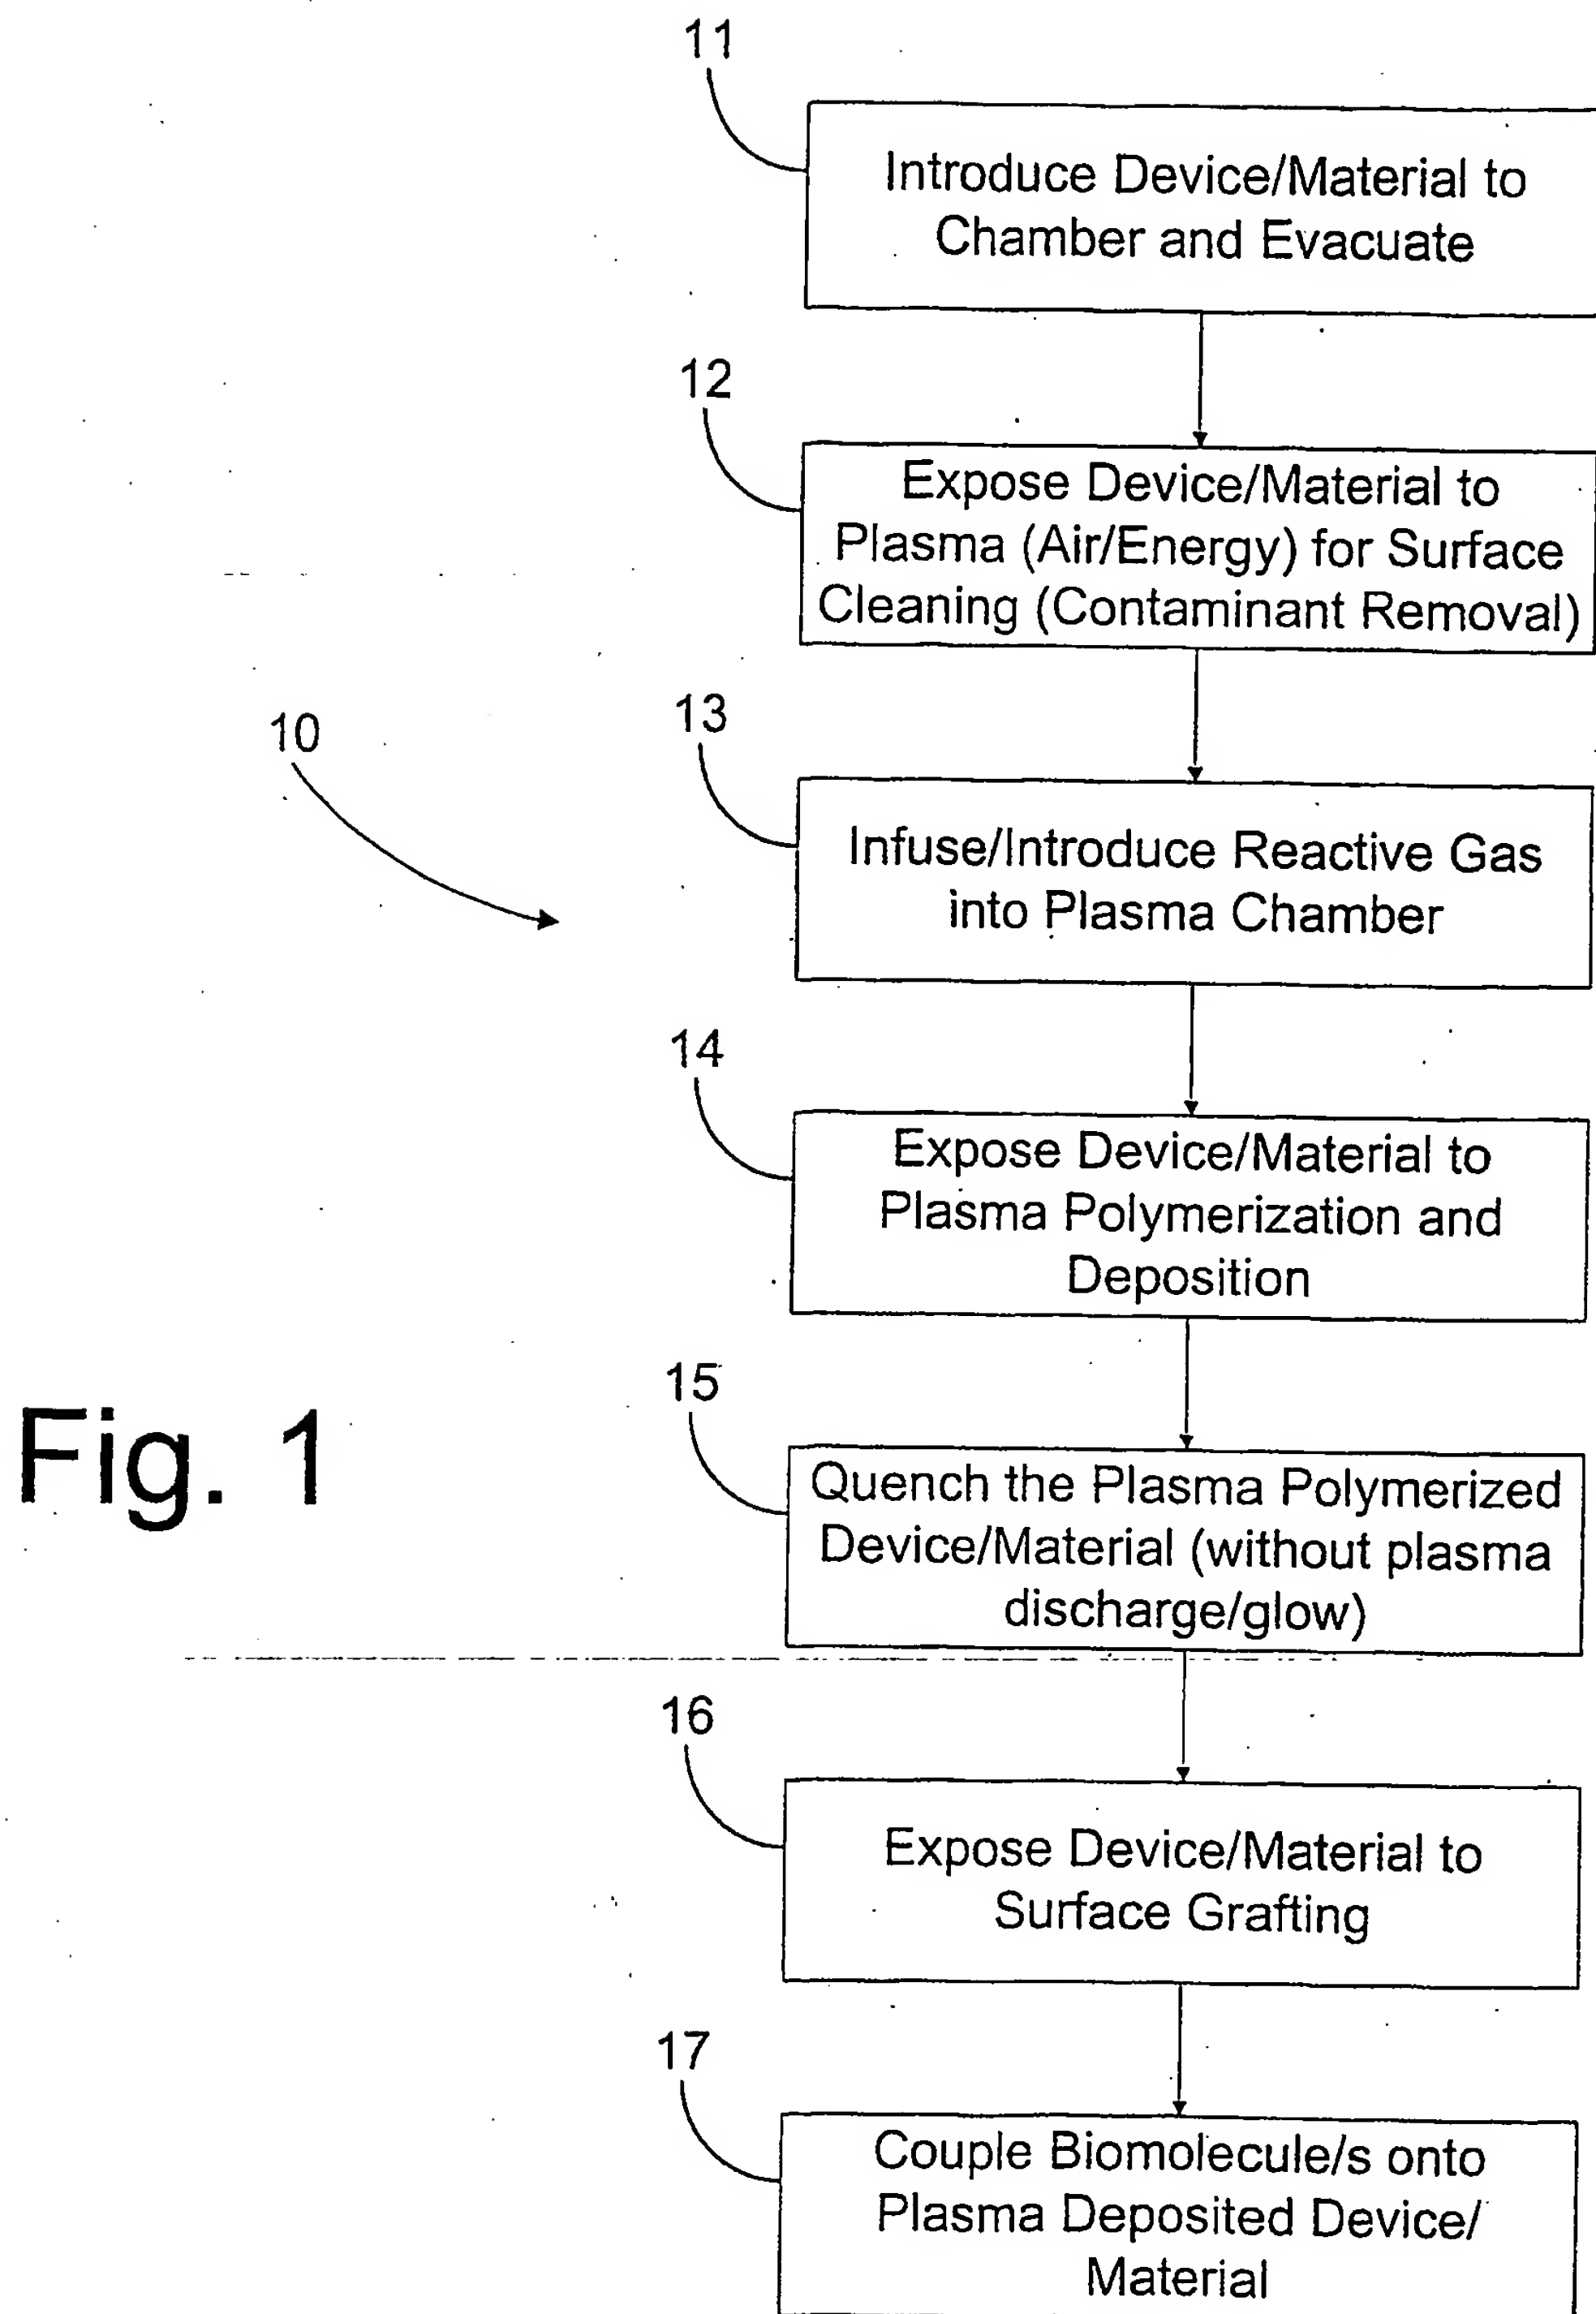 11
Introduce Device/Material to
Chamber and Evacuate
12
Expose Device/Material to
Plasma (Air/Energy) for Surface
Cleaning (Contaminant Removal)
10
13
Infuse/Introduce Reactive Gas
into Plasma Chamber
14
Expose Device/Material to
Plasma Polymerization and
Deposition
Fig. 1
15
Quench the Plasma Polymerized
Device/Material (without plasma
discharge/glow)
16
Expose Device/Material to
Surface Grafting
17
Couple Biomolecule/s onto
Plasma Deposited Device/
Material